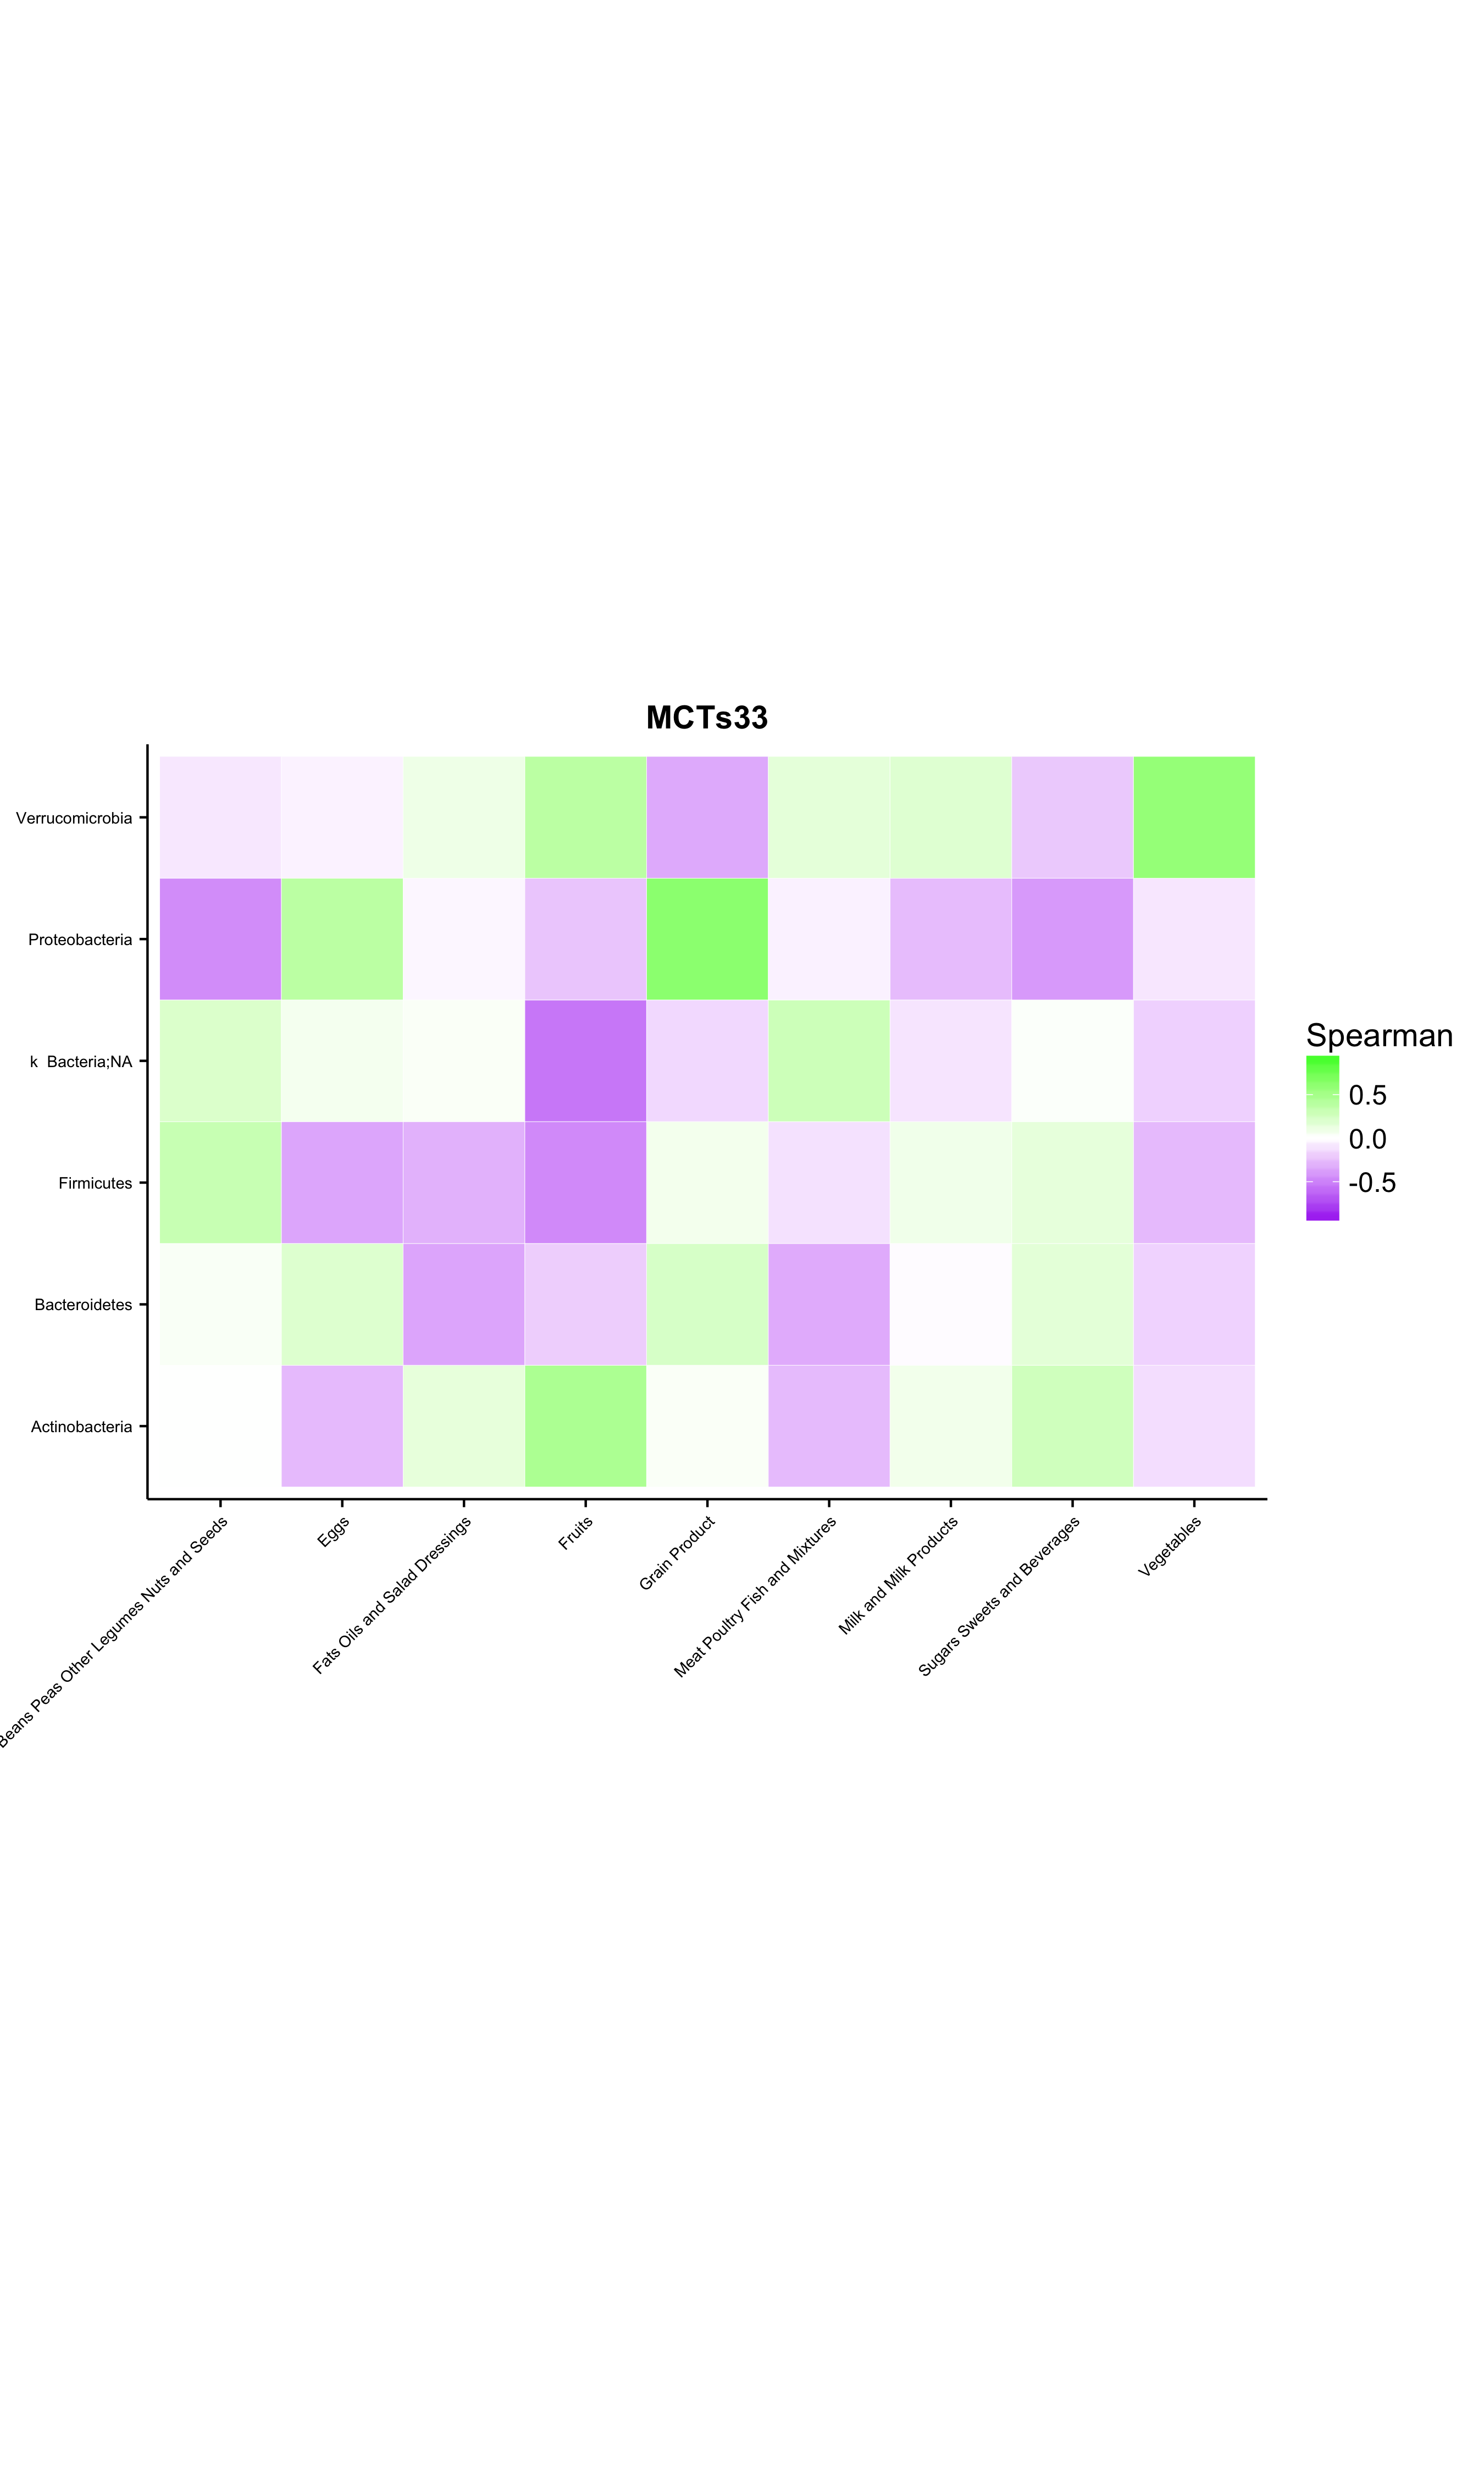 MCTs33
Verrucomicrobia
Proteobacteria
k Bacteria;NA
Firmicutes
Bacteroidetes
Actinobacteria
Beans Peas Other Legumes Nuts and Seeds
Eggs
Fats Oils and Salad Dressings
Fruits
Grain Product
Meat Poultry Fish and Mixtures
Milk and Milk Products
Sugars Sweets and Beverages
Vegetables
Spearman
0.5
0.0
-0.5